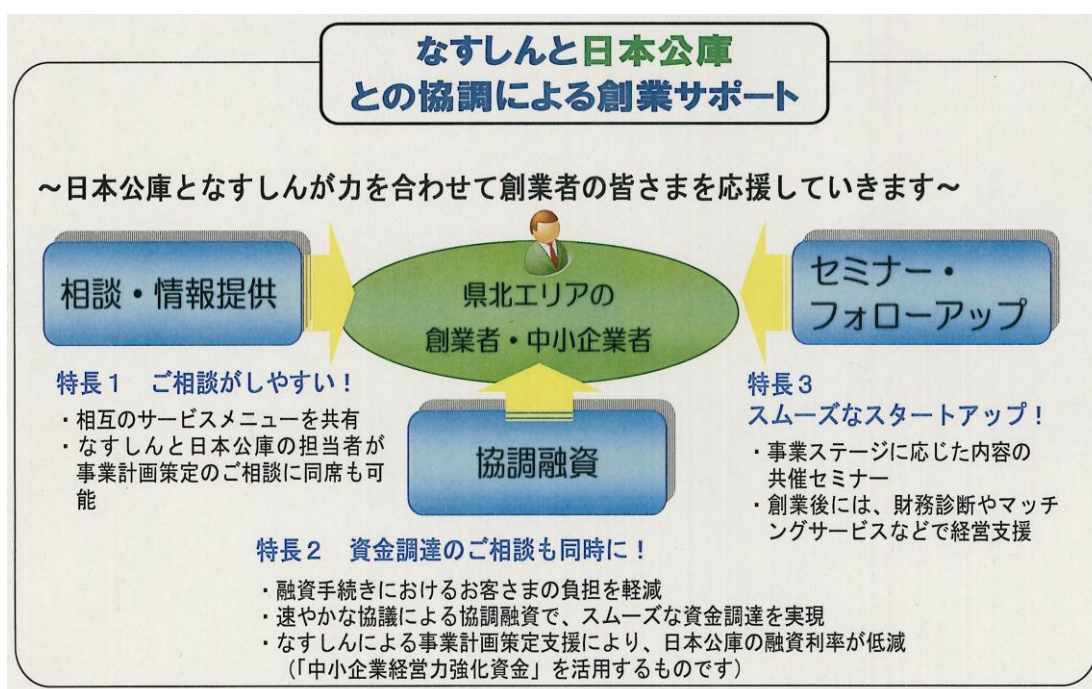 なすしんと日本公庫
との協調による創業サポート
～日本公庫となすしんが力を合わせて創業者の皆さまを応援していきます～
相談・情報提供
県北エリアの
創業者・中小企業者
セミナー・
フォローアップ
特長１　ご相談がしやすい！
・相互のサービスメニューを共有
・なすしんと日本公庫の担当者が
事業計画策定のご相談に同席も可
能
協調融資
特長３
スムーズなスタートアップ！
・事業ステージに応じた内容の
共催セミナー
・創業後には、財務診断やマッチ
ングサービスなどで経営支援
特長２　資金調達のご相談も同時に！
・融資手続きにおけるお客さまの負担を軽減
・速やかな協議による協調融資で、スムーズな資金調達を実現
・なすしんによる事業計画策定支援により、日本公庫の融資利率が低減
（「中小企業経営力強化資金」を活用するものです）